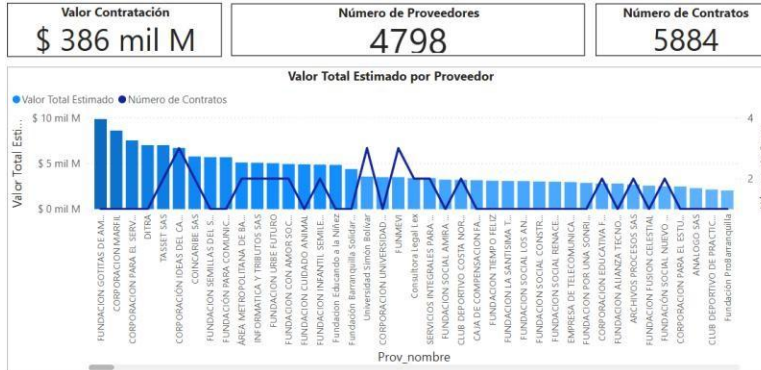 Valor Contratación
$ 386 mil M
Número de Proveedores
4798
Número de Contratos
5884
Valor Total Estimado por Proveedor
Valor Total Estimado
Número de Contratos
Valor Total Esti...
$ 10 mil M
$ 5 mil M
$ 0 mil M
4
2
FUNDACION GOTITAS DE AM...
CORPORACION MARFIL
CORPORACION PARA EL SERV...
DITRA
TASSET SAS
CORPORACIÓN IDEAS DEL CA...
COINCARIBE SAS
FUNDACION SEMILLAS DEL S...
FUNDACION PARA COMUNIC...
ÁREA METROPOLITANA DE BA...
INFORMATICA Y TRIBUTOS SAS
FUNDACION URBE FUTURO
FUNDACION CON AMOR SOC...
FUNDACION CUIDADO ANIMAL
FUNDACION INFANTIL SEMILE...
Fundacion Educando a la Niñez
Fundación Barranquilla Solidar...
Universidad Simón Bolívar
CORPORACION UNIVERSIDAD ...
FUNMEVI
Consultora Legal Lex
SERVICIOS INTEGRALES PARA ...
FUNDACION SOCIAL AMIRA
CLUB DEPORTIVO COSTA NOR...
CAJA DE COMPENSACION FA...
FUNDACION TIEMPO FELIZ
FUNDACION LA SANTISIMA T...
FUNDACION SOCIAL LOS AN...
FUNDACION SOCIAL CONSTR...
FUNDACION SOCIAL RENACE...
EMPRESA DE TELECOMUNICA...
FUNDACION POR UNA SONRI...
CORPORACION EDUCATIVA F...
FUNDACION ALIANZA TECNO...
ARCHIVOS PROCESOS SAS
FUNDACION FUSION CELESTIAL
FUNDACIÓN SOCIAL NUEVO ...
CORPORACION PARA EL ESTU...
ANALOGO SAS
CLUB DEPORTIVO DE PRACTIC...
Fundación ProBarranquilla
Prov_nombre